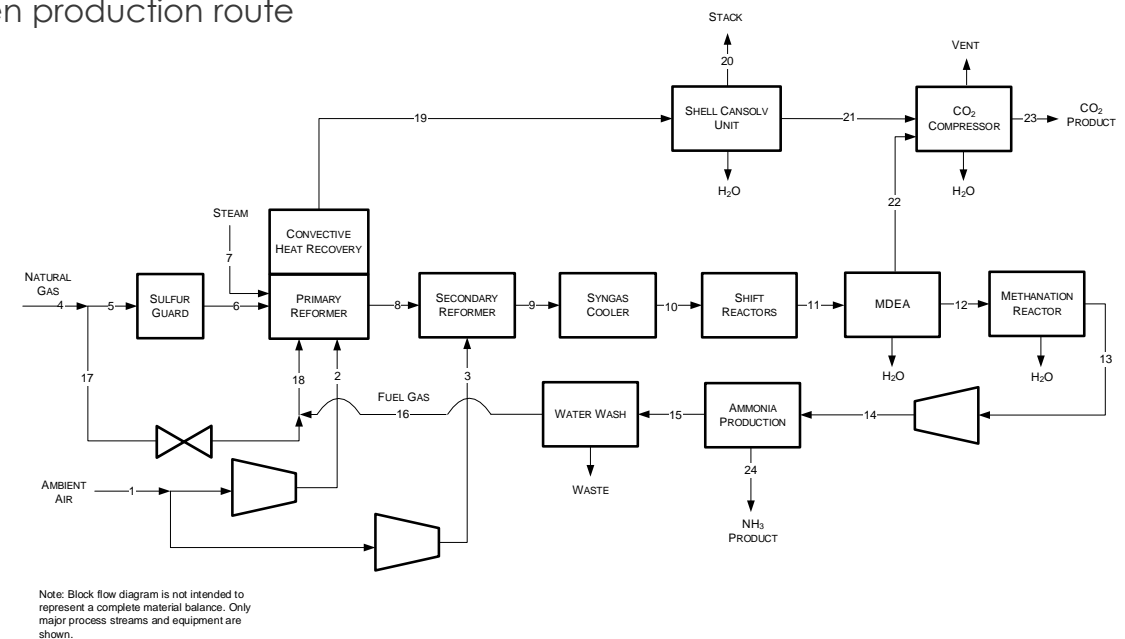 en production route
STACK
20
VENT
SHELL CANSOLV
UNIT
CO₂
COMPRESSOR
CO₂
PRODUCT
19
21
23
H₂O
H₂O
22
STEAM
7
CONVECTIVE
HEAT RECOVERY
NATURAL
GAS
4
5
SULFUR
GUARD
6
PRIMARY
REFORMER
8
SECONDARY
REFORMER
9
SYNGAS
COOLER
10
SHIFT
REACTORS
11
MDEA
12
METHANATION
REACTOR
13
H₂O
H₂O
17
18
2
3
FUEL GAS
16
WATER WASH
15
AMMONIA
PRODUCTION
14
WASTE
24
NH₃
PRODUCT
AMBIENT
AIR
1
Note: Block flow diagram is not intended to
represent a complete material balance. Only
major process streams and equipment are
shown.